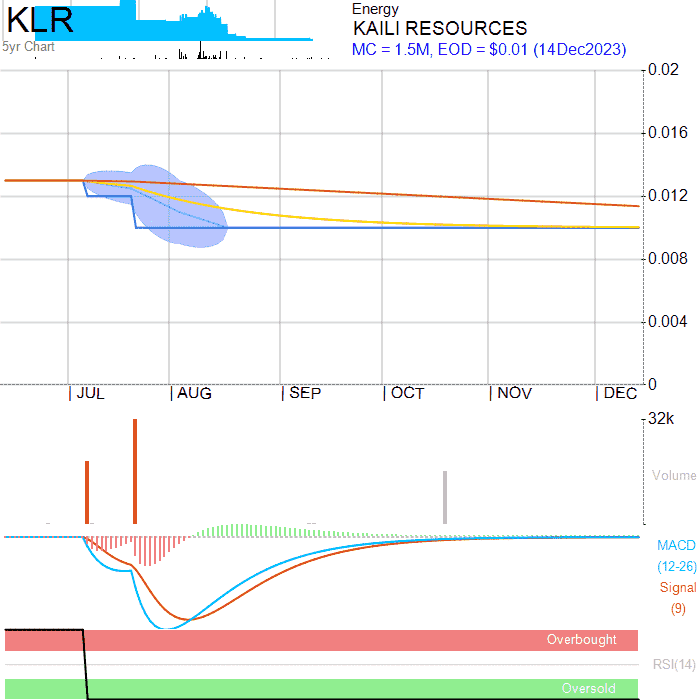 KLR
5yr Chart
Energy
KAILI RESOURCES
MC = 1.5M, EOD = $0.01 (14Dec2023)
0.02
0.016
0.012
0.008
0.004
0
JUL
AUG
SEP
OCT
NOV
DEC
32k
Volume
MACD
(12-26)
Signal
(9)
Overbought
RSI(14)
Oversold